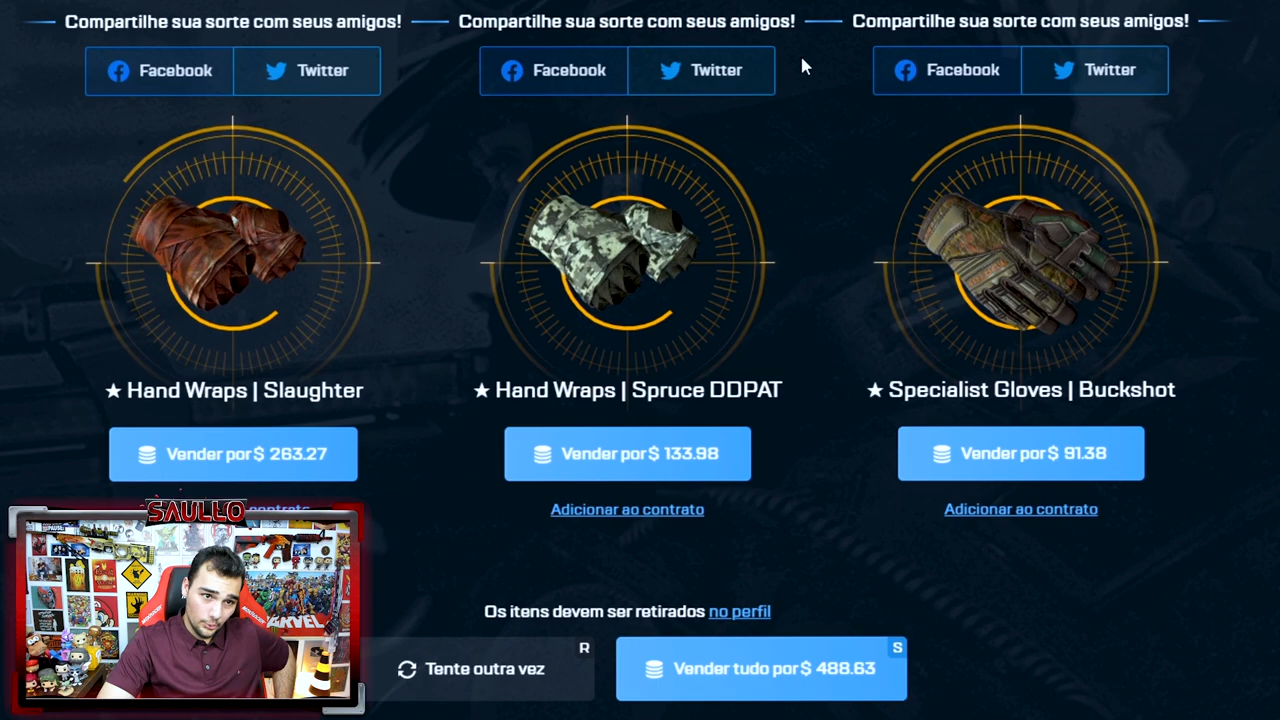 Compartilhe sua sorte com seus amigos!
Compartilhe sua sorte com seus amigos!
Compartilhe sua sorte com seus amigos!
Facebook
Twitter
Facebook
Twitter
Facebook
Twitter
★ Hand Wraps | Slaughter
★ Hand Wraps | Spruce DDPAT
★ Specialist Gloves | Buckshot
Vender por $ 263.27
Vender por $ 133.98
Vender por $ 91.38
contrato
Adicionar ao contrato
Adicionar ao contrato
SAULLO
MARVEL
Os itens devem ser retirados no perfil
Tente outra vez
R
Vender tudo por $ 488.63
S